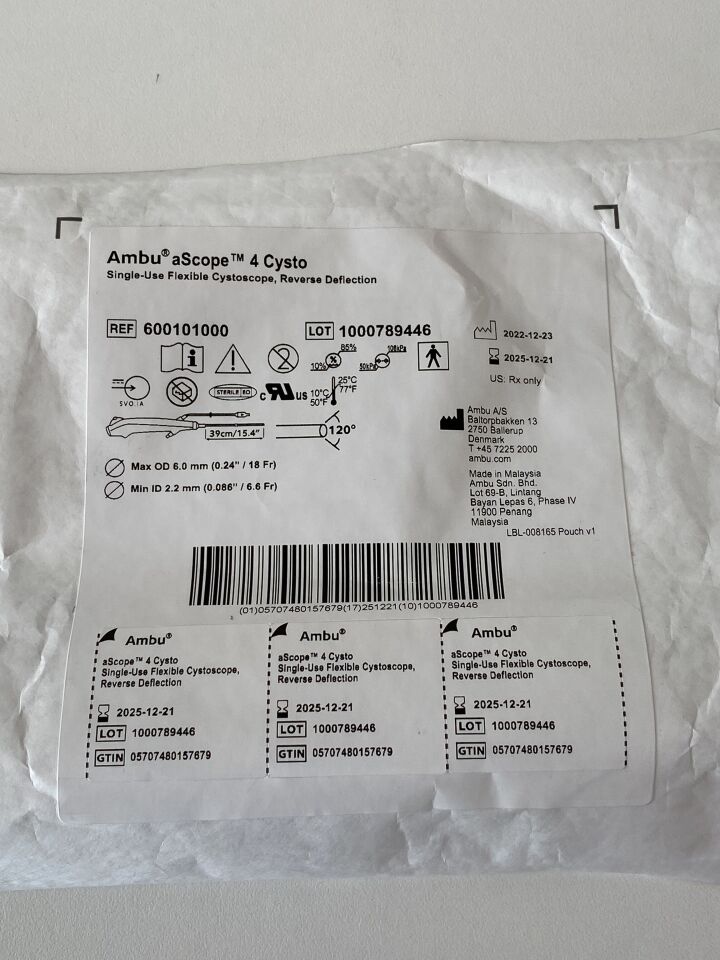 Ambu® aScope™ 4 Cysto
Single-Use Flexible Cystoscope, Reverse Deflection
REF 600101000
LOT 1000789446
2022-12-23
2025-12-21
US: Rx only
i
2
10% % 85%
50kPa 106kPa
5V0.1A
STERILE EO
c RU us
10°C 50°F 25°C 77°F
39cm/15.4"
120°
Max OD 6.0 mm (0.24" / 18 Fr)
Min ID 2.2 mm (0.086" / 6.6 Fr)
Ambu A/S
Baltorpbakken 13
2750 Ballerup
Denmark
T +45 7225 2000
ambu.com
Made in Malaysia
Ambu Sdn. Bhd.
Lot 69-B, Lintang
Bayan Lepas 6, Phase IV
11900 Penang
Malaysia
LBL-008165 Pouch v1
(01)05707480157679(17)251221(10)1000789446
Ambu®
aScope™ 4 Cysto
Single-Use Flexible Cystoscope,
Reverse Deflection
2025-12-21
LOT 1000789446
GTIN 05707480157679
Ambu®
aScope™ 4 Cysto
Single-Use Flexible Cystoscope,
Reverse Deflection
2025-12-21
LOT 1000789446
GTIN 05707480157679
Ambu®
aScope™ 4 Cysto
Single-Use Flexible Cystoscope,
Reverse Deflection
2025-12-21
LOT 1000789446
GTIN 05707480157679